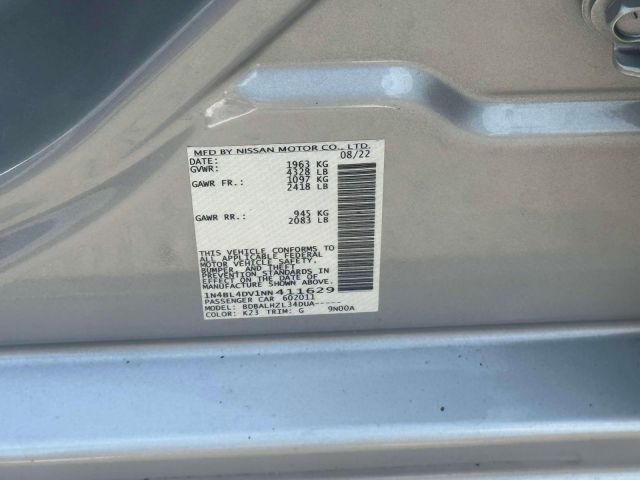 MFD BY NISSAN MOTOR CO., LTD.
DATE: 08/22
GVWR: 1963 KG
4328 LB
GAWR FR: 1097 KG
2418 LB
GAWR RR: 945 KG
2083 LB
THIS VEHICLE CONFORMS TO
ALL APPLICABLE FEDERAL
MOTOR VEHICLE SAFETY,
BUMPER, AND THEFT
PREVENTION STANDARDS IN
EFFECT ON THE DATE OF
MANUFACTURE SHOWN ABOVE.
1N4BL4DV1NN411629
PASSENGER CAR 602011
MODEL: BDBALHZL34DUA-----
COLOR: K23 TRIM: G 9N00A